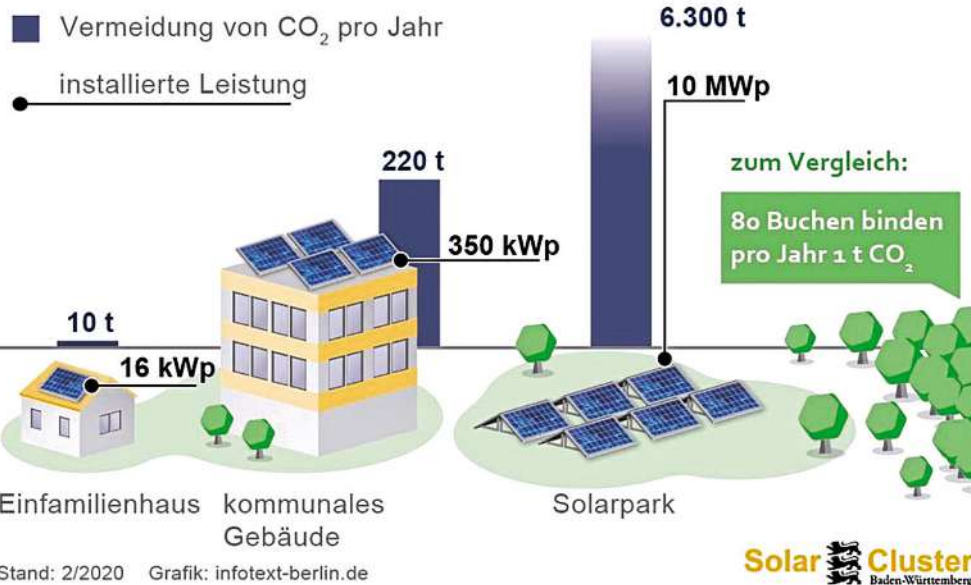 Vermeidung von CO₂ pro Jahr
installierte Leistung
6.300 t
10 MWp
220 t
350 kWp
10 t
16 kWp
zum Vergleich:
80 Buchen binden
pro Jahr 1 t CO₂
Einfamilienhaus
kommunales
Gebäude
Solarpark
Stand: 2/2020 Grafik: infotext-berlin.de
Solar Cluster
Baden-Württemberg